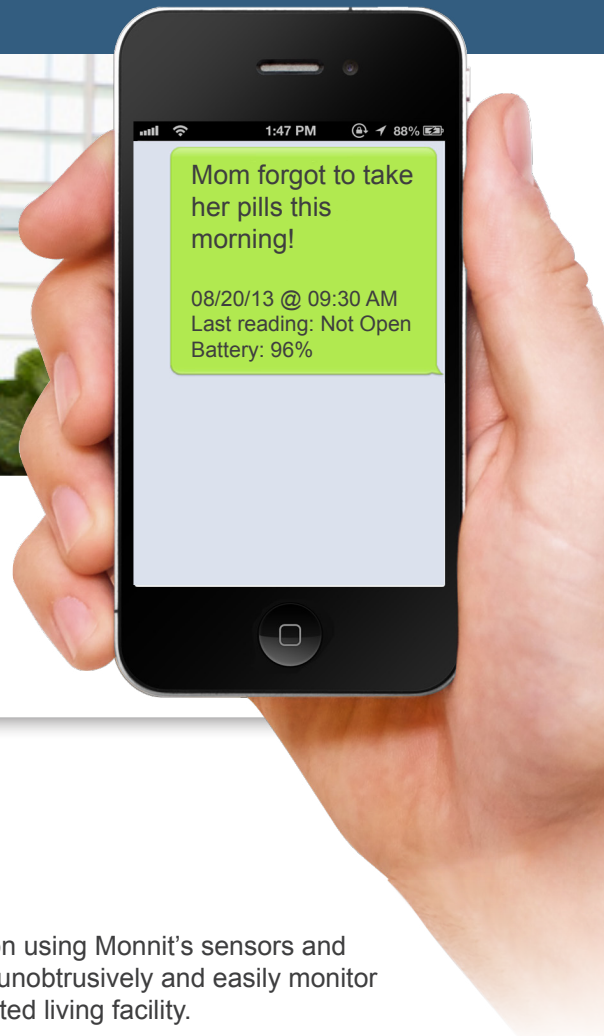 1:47 PM 88%
Mom forgot to take
her pills this
morning!
08/20/13 @ 09:30 AM
Last reading: Not Open
Battery: 96%
using Monnit's sensors and
unobtrusively and easily monitor
living facility.